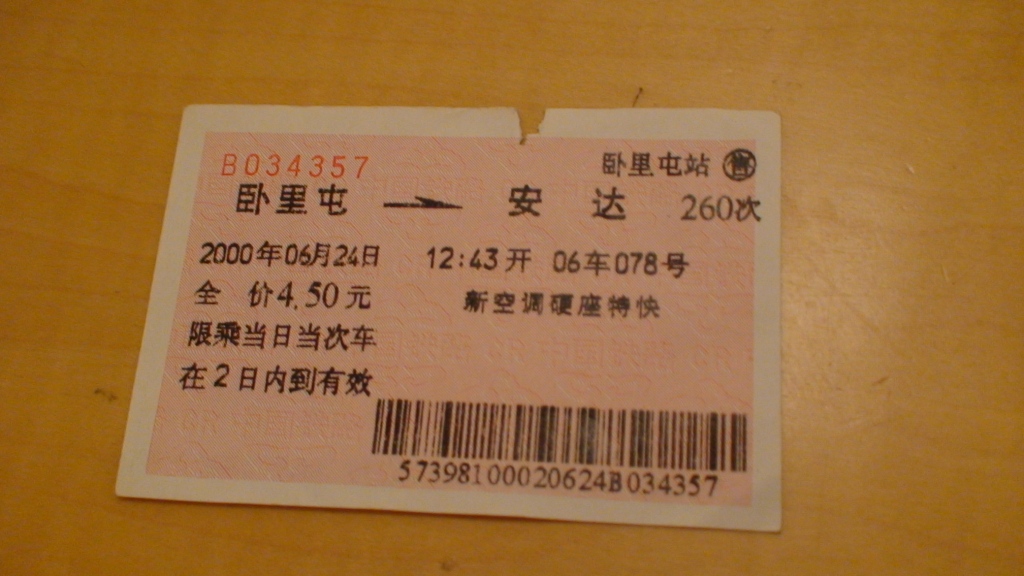 B034357 卧里屯站 售
卧里屯 → 安达 260次
2000年06月24日 12:43开 06车078号
全 价4.50元 新空调硬座特快
限乘当日当次车
在2日内到有效
57398100020624B034357